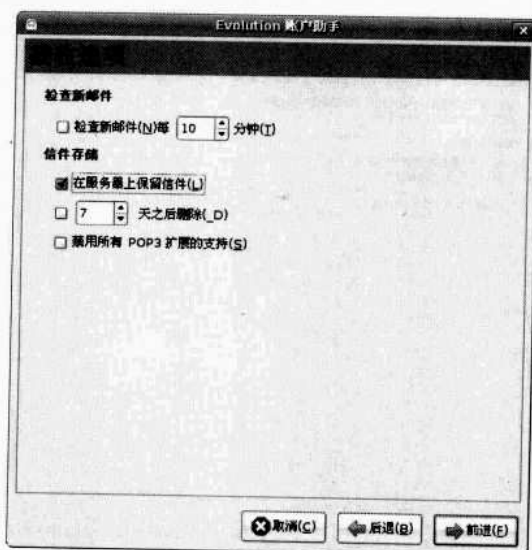 Evolution 账户助手
检查新邮件
检查新邮件(N)每 10 分钟(T)
信件存储
在服务器上保留信件(L)
7 天之后删除(_D)
禁用所有 POP3 扩展的支持(S)
取消(C) 后退(B) 前进(F)